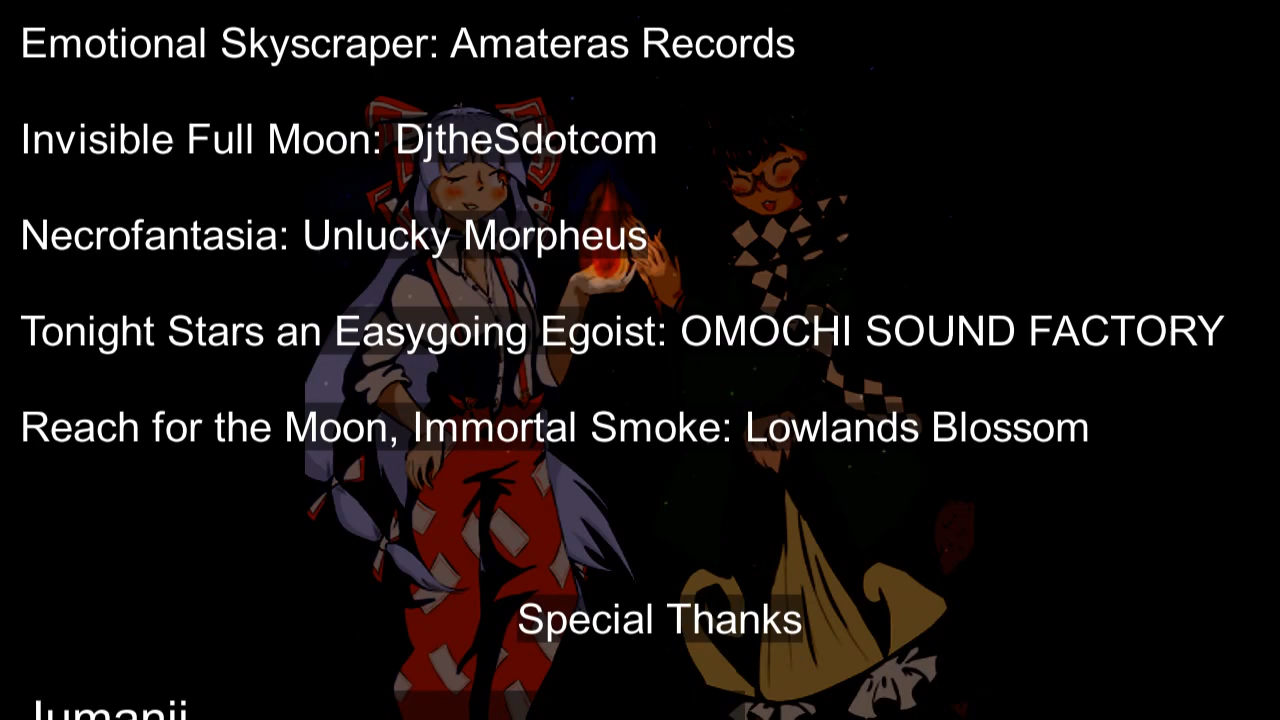 Emotional Skyscraper: Amateras Records
Invisible Full Moon: DjtheSdotcom
Necrofantasia: Unlucky Morpheus
Tonight Stars an Easygoing Egoist: OMOCHI SOUND FACTORY
Reach for the Moon, Immortal Smoke: Lowlands Blossom
Special Thanks